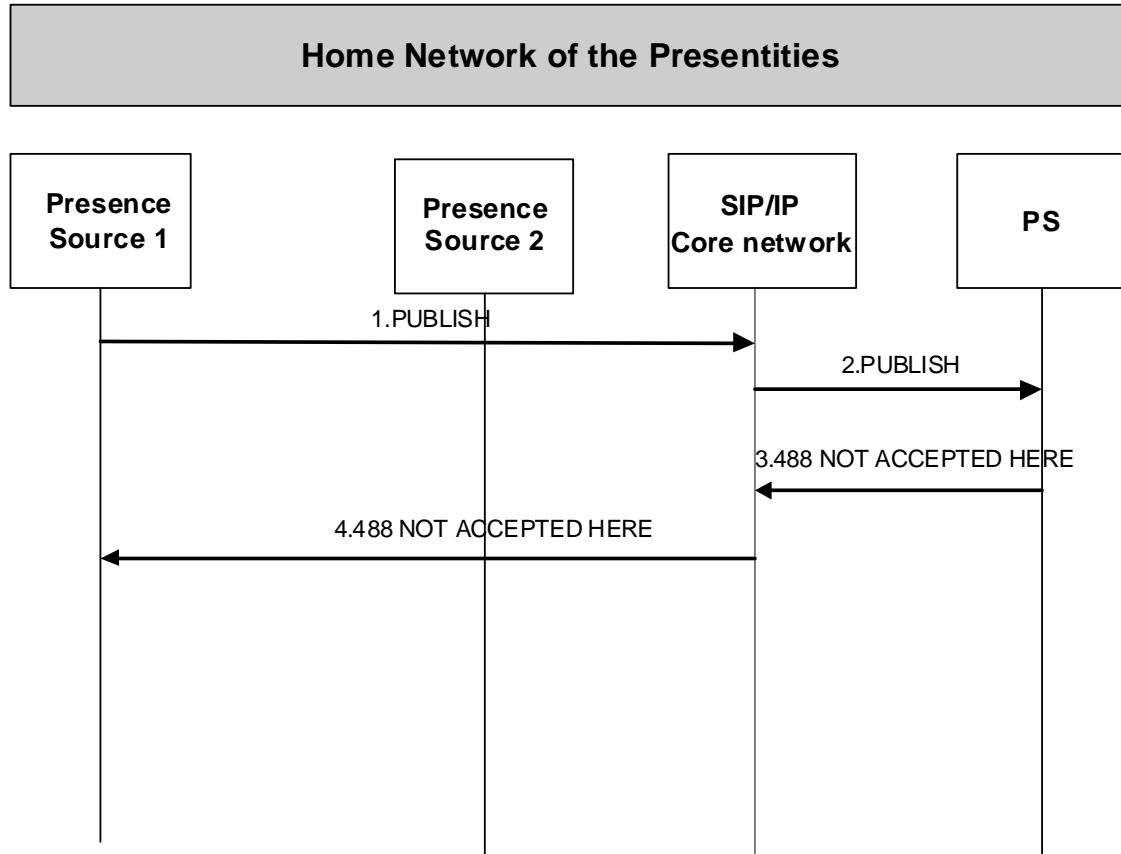 Home Network of the Presentities
Presence
Source 1
Presence
Source 2
SIP/IP
Core network
PS
1.PUBLISH
2.PUBLISH
3.488 NOT ACCEPTED HERE
4.488 NOT ACCEPTED HERE